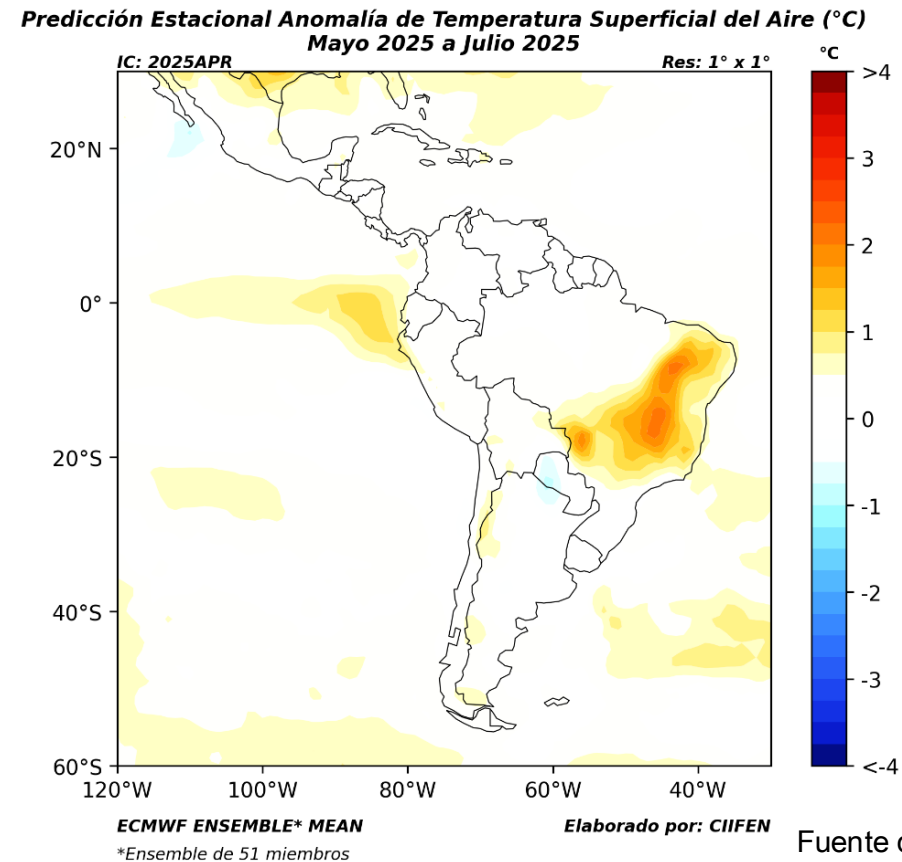 Predicción Estacional Anomalía de Temperatura Superficial del Aire (°C)
Mayo 2025 a Julio 2025
IC: 2025APR
Res: 1° x 1°
°C
20°N
0°
20°S
40°S
60°S
120°W
100°W
80°W
60°W
40°W
>4
3
2
1
0
-1
-2
-3
<-4
ECMWF ENSEMBLE* MEAN
Elaborado por: CIIFEN
*Ensemble de 51 miembros
Fuente